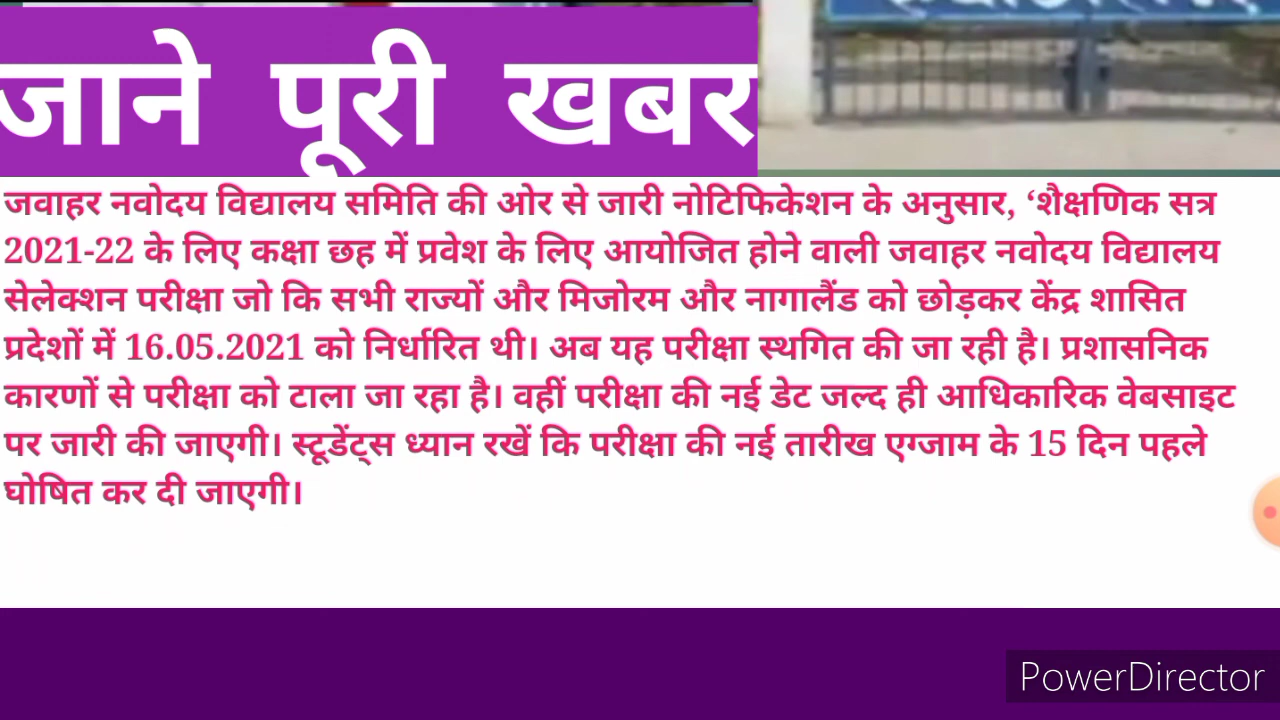 जाने पूरी खबर
जवाहर नवोदय विद्यालय समिति की ओर से जारी नोटिफिकेशन के अनुसार, ‘शैक्षणिक सत्र
2021-22 के लिए कक्षा छह में प्रवेश के लिए आयोजित होने वाली जवाहर नवोदय विद्यालय
सेलेक्शन परीक्षा जो कि सभी राज्यों और मिजोरम और नागालैंड को छोड़कर केंद्र शासित
प्रदेशों में 16.05.2021 को निर्धारित थी। अब यह परीक्षा स्थगित की जा रही है। प्रशासनिक
कारणों से परीक्षा को टाला जा रहा है। वहीं परीक्षा की नई डेट जल्द ही आधिकारिक वेबसाइट
पर जारी की जाएगी। स्टूडेंट्स ध्यान रखें कि परीक्षा की नई तारीख एग्जाम के 15 दिन पहले
घोषित कर दी जाएगी।
PowerDirector